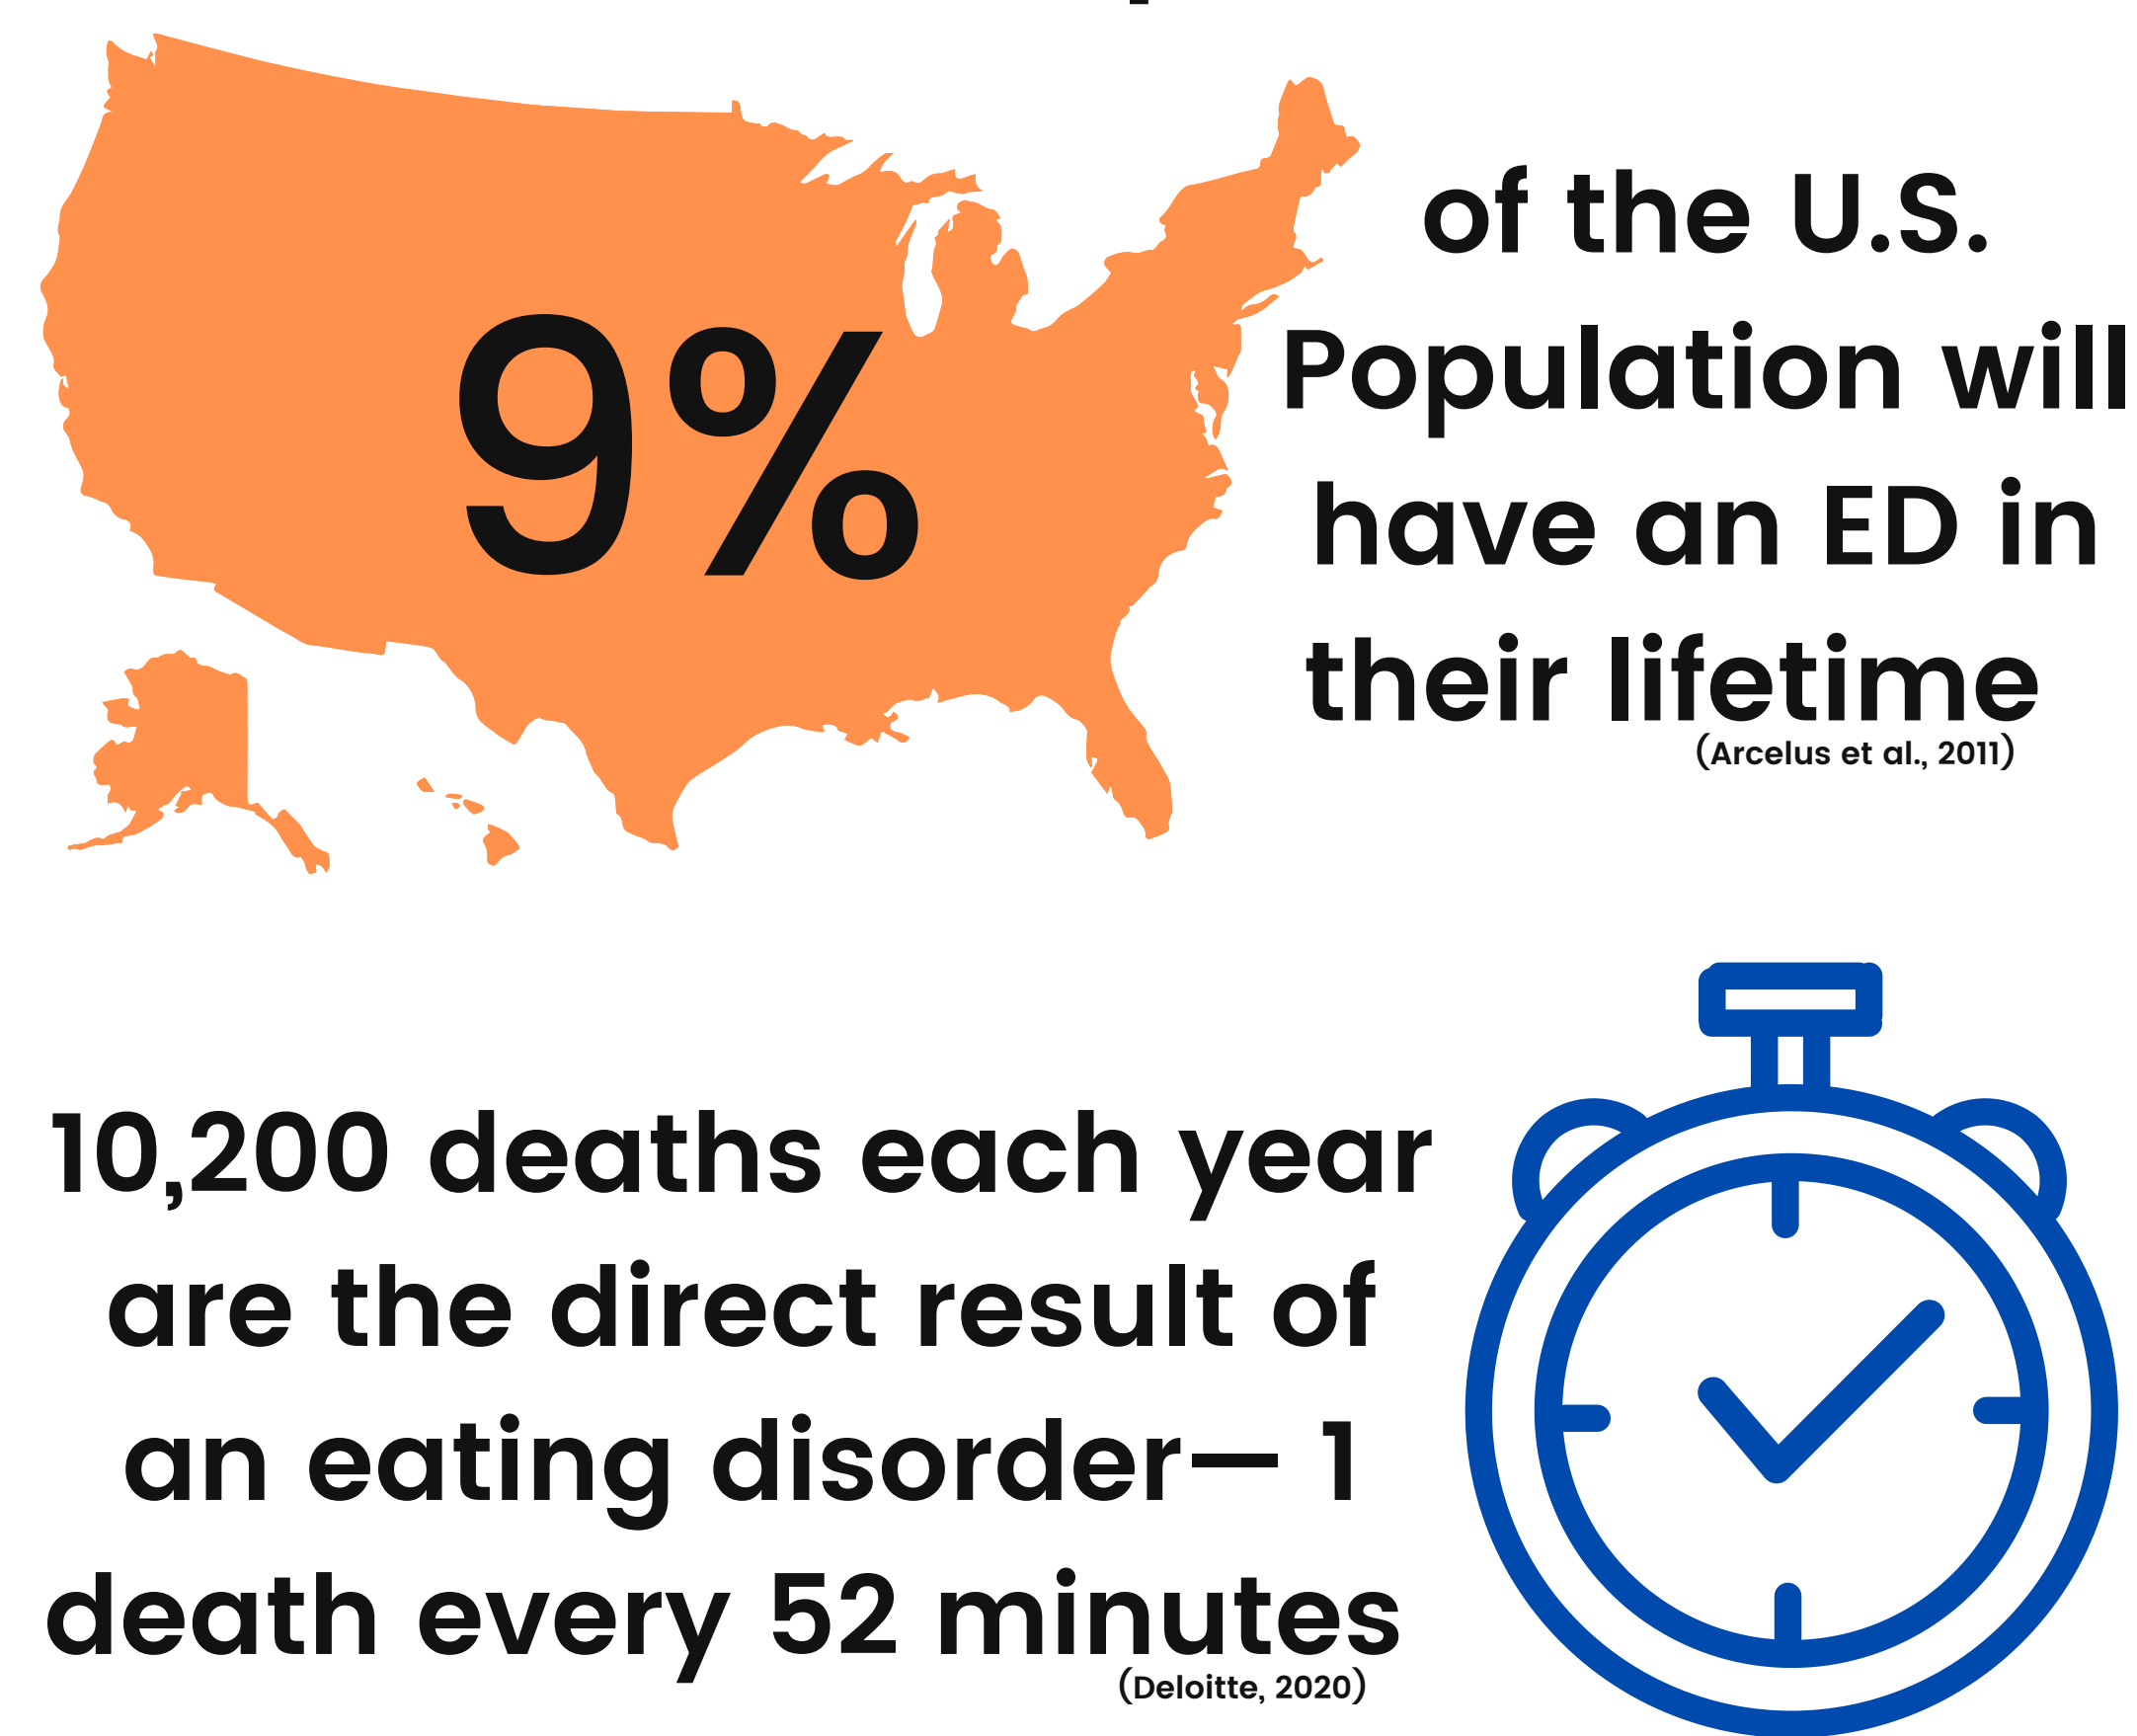 9%
of the U.S.
Population will
have an ED in
their lifetime
(Arcelus et al., 2011)
10,200 deaths each year
are the direct result of
an eating disorder— 1
death every 52 minutes
(Deloitte, 2020)